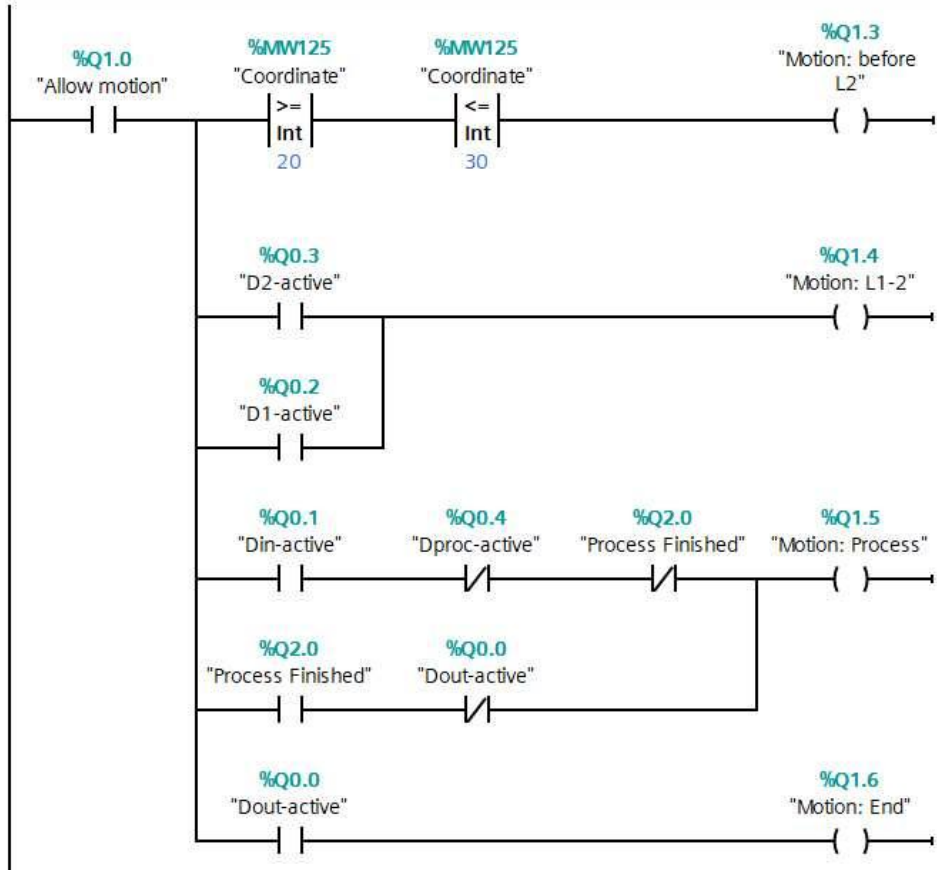 %Q1.0
"Allow motion"
%MW125
"Coordinate"
>=
Int
20
%MW125
"Coordinate"
<=
Int
30
%Q1.3
"Motion: before
L2"
%Q0.3
"D2-active"
%Q1.4
"Motion: L1-2"
%Q0.2
"D1-active"
%Q0.1
"Din-active"
%Q0.4
"Dproc-active"
%Q2.0
"Process Finished"
%Q1.5
"Motion: Process"
%Q2.0
"Process Finished"
%Q0.0
"Dout-active"
%Q0.0
"Dout-active"
%Q1.6
"Motion: End"